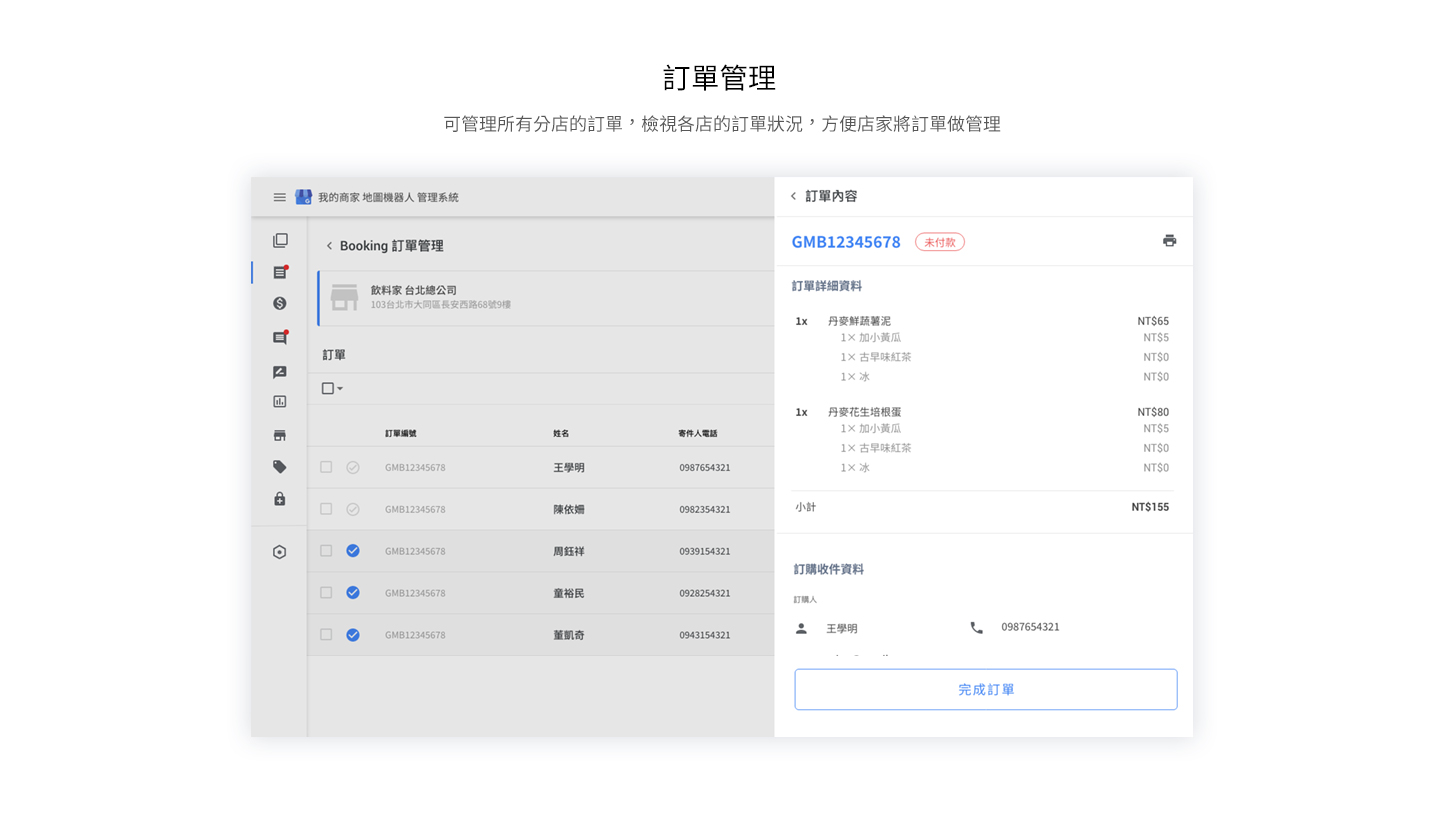 訂單管理
可管理所有分店的訂單，檢視各店的訂單狀況，方便店家將訂單做管理
我的商家 地圖機器人 管理系統
Booking 訂單管理
飲料家 台北總公司
103台北市大同區長安西路68號9樓
訂單
訂單編號 姓名 寄件人電話
GMB12345678 王學明 0987654321
GMB12345678 陳依姍 0982354321
GMB12345678 周鈺祥 0939154321
GMB12345678 童裕民 0928254321
GMB12345678 董凱奇 0943154321
訂單內容
GMB12345678 未付款
訂單詳細資料
1x 丹麥鮮蔬薯泥 NT$65
1× 加小黃瓜 NT$5
1× 古早味紅茶 NT$0
1× 冰 NT$0
1x 丹麥花生培根蛋 NT$80
1× 加小黃瓜 NT$5
1× 古早味紅茶 NT$0
1× 冰 NT$0
小計 NT$155
訂購收件資料
訂購人
王學明 0987654321
完成訂單